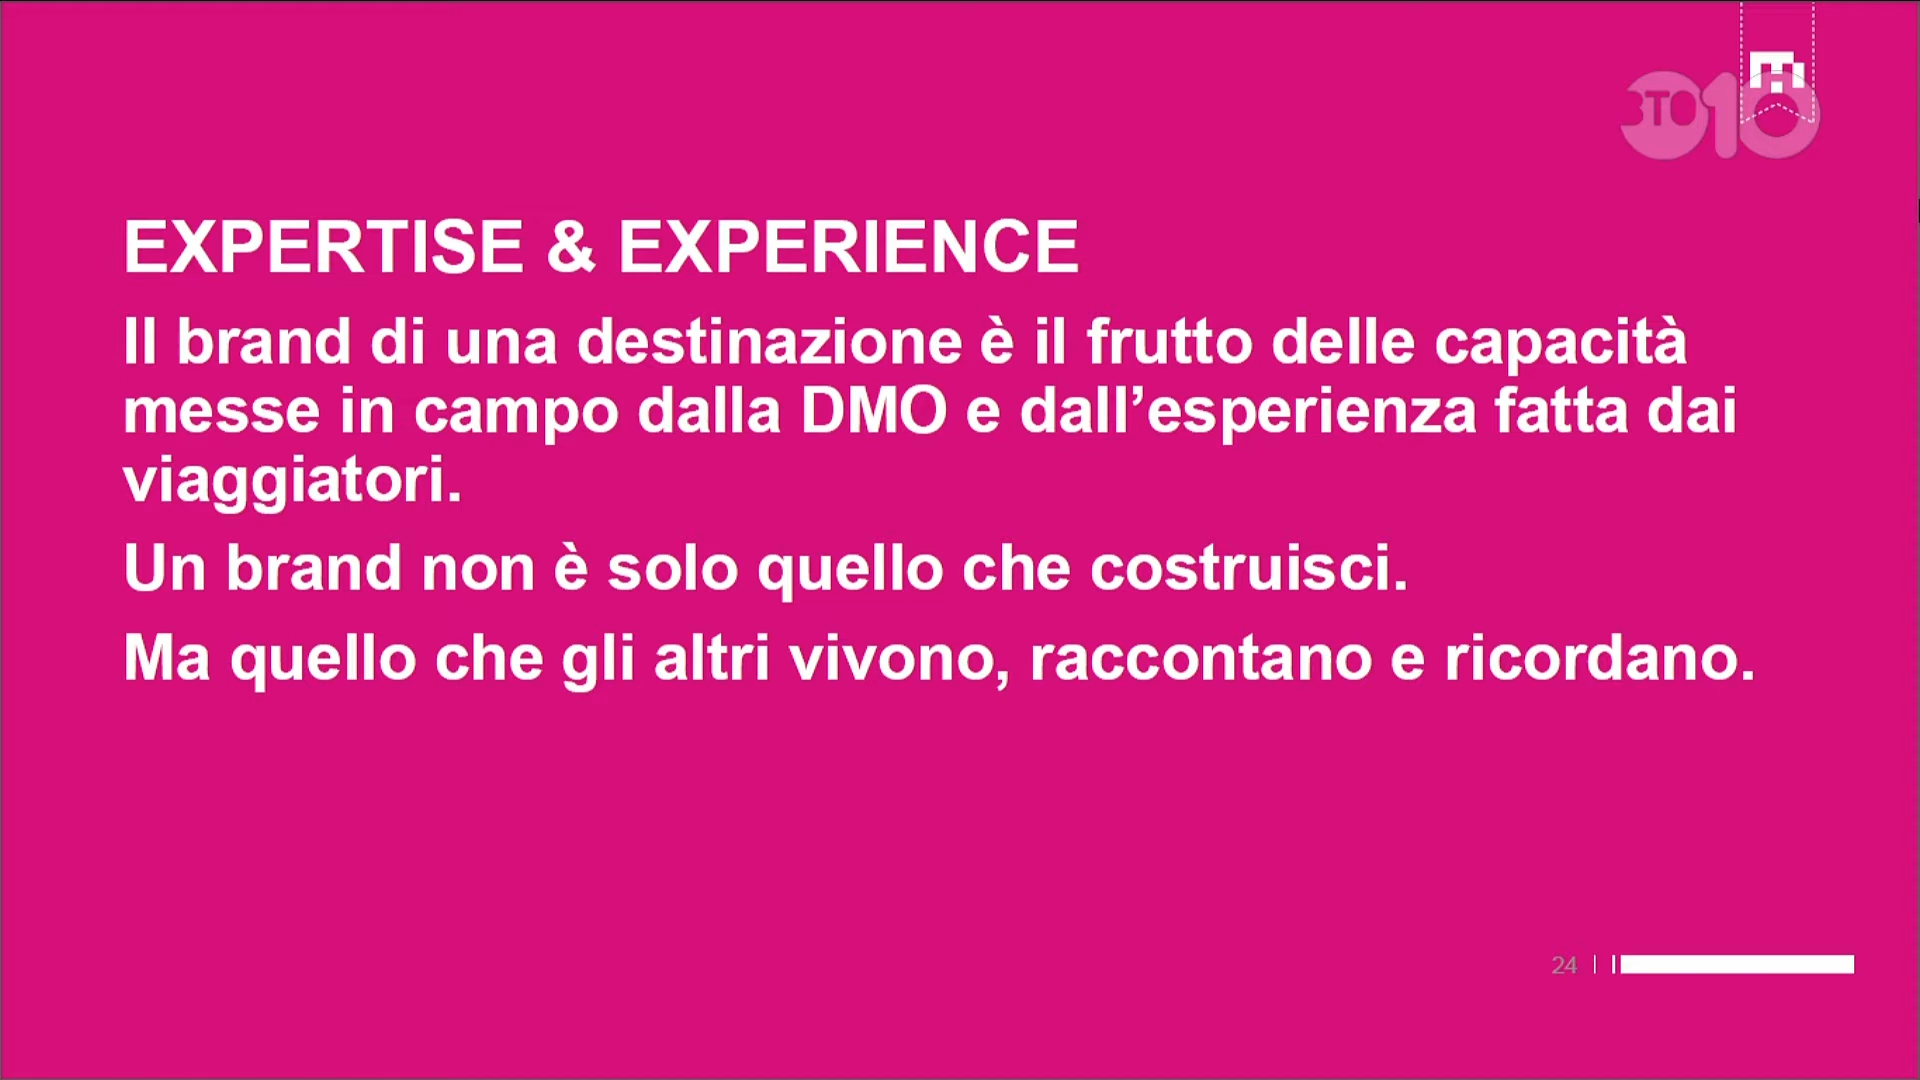 BTO10
EXPERTISE & EXPERIENCE
Il brand di una destinazione è il frutto delle capacità
messe in campo dalla DMO e dall’esperienza fatta dai
viaggiatori.
Un brand non è solo quello che costruisci.
Ma quello che gli altri vivono, raccontano e ricordano.
24